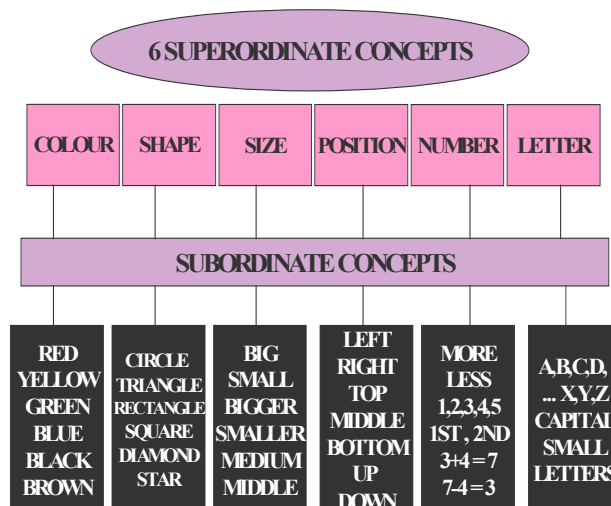 6 SUPERORDINATE CONCEPTS
COLOUR
SHAPE
SIZE
POSITION
NUMBER
LETTER
SUBORDINATE CONCEPTS
RED
YELLOW
GREEN
BLUE
BLACK
BROWN
CIRCLE
TRIANGLE
RECTANGLE
SQUARE
DIAMOND
STAR
BIG
SMALL
BIGGER
SMALLER
MEDIUM
MIDDLE
LEFT
RIGHT
TOP
MIDDLE
BOTTOM
UP
DOWN
MORE
LESS
1,2,3,4,5
1ST , 2ND
3+4 = 7
7-4 = 3
A,B,C,D,
... X,Y,Z
CAPITAL
SMALL
LETTERS